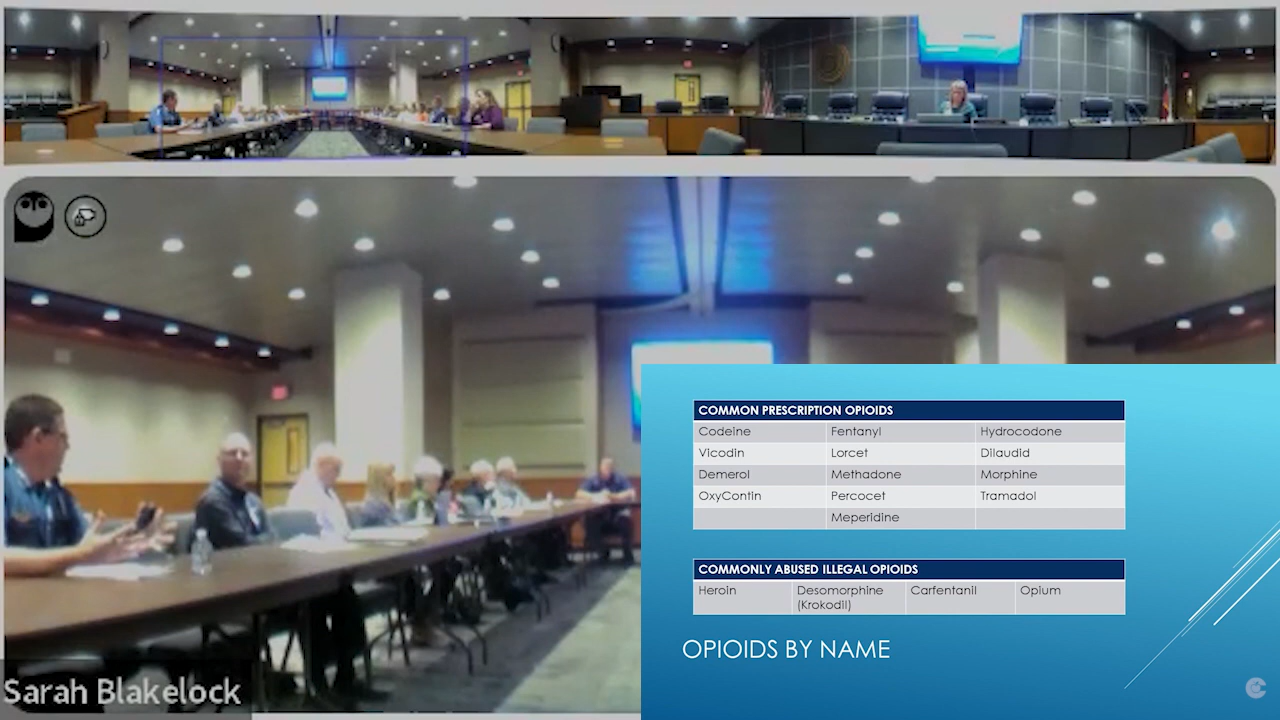 COMMON PRESCRIPTION OPIOIDS
Codeine Fentanyl Hydrocodone
Vicodin Lorcet Dilaudid
Demerol Methadone Morphine
OxyContin Percocet Tramadol
Meperidine
COMMONLY ABUSED ILLEGAL OPIOIDS
Heroin Desomorphine Carfentanil Opium
(Krokodil)
OPIOIDS BY NAME
Sarah Blakelock